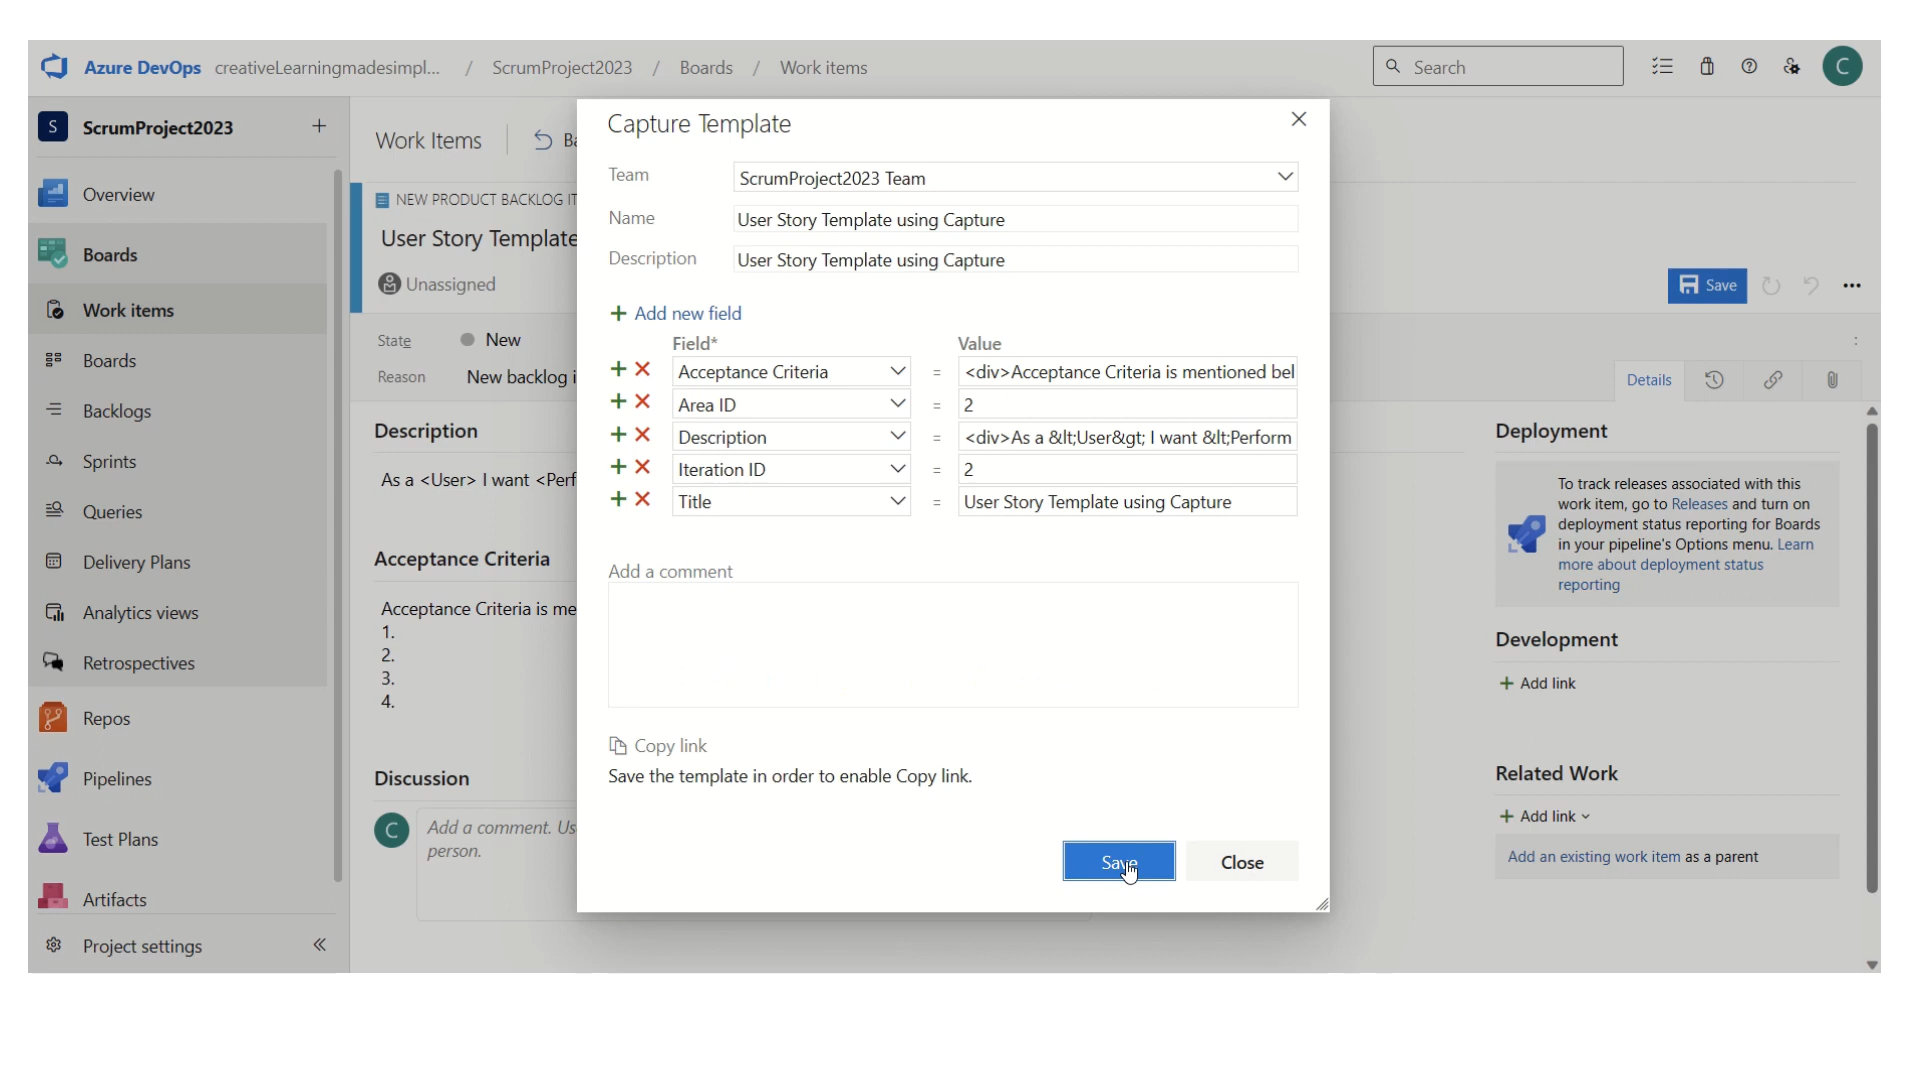 Azure DevOps creativeLearningmadesimpl... / ScrumProject2023 / Boards / Work items
Search
C
S ScrumProject2023
Overview
Boards
Work items
Boards
Backlogs
Sprints
Queries
Delivery Plans
Analytics views
Retrospectives
Repos
Pipelines
Test Plans
Artifacts
Project settings
Work Items
Ba
NEW PRODUCT BACKLOG IT
User Story Template
Unassigned
State New
Reason New backlog i
Description
As a <User> I want <Perf
Acceptance Criteria
Acceptance Criteria is me
1.
2.
3.
4.
Discussion
C
Add a comment. Us
person.
Capture Template
Team ScrumProject2023 Team
Name User Story Template using Capture
Description User Story Template using Capture
Add new field
Field* Value
Acceptance Criteria = <div>Acceptance Criteria is mentioned bel
Area ID = 2
Description = <div>As a &lt;User&gt; I want &lt;Perform
Iteration ID = 2
Title = User Story Template using Capture
Add a comment
Copy link
Save the template in order to enable Copy link.
Save Close
Save
Details
Deployment
To track releases associated with this
work item, go to Releases and turn on
deployment status reporting for Boards
in your pipeline's Options menu. Learn
more about deployment status
reporting
Development
+ Add link
Related Work
+ Add link
Add an existing work item as a parent